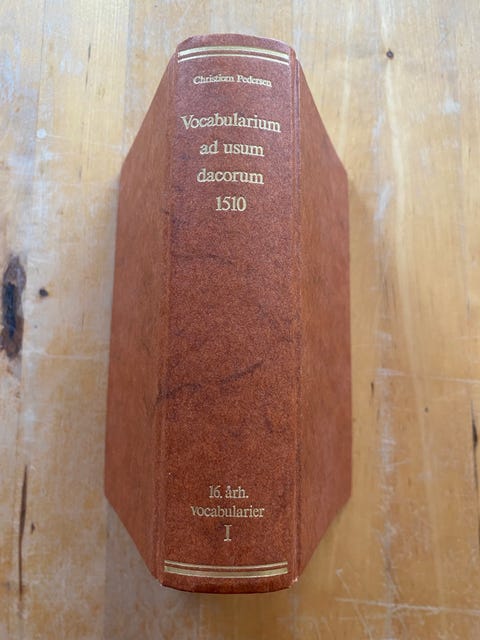 Christiern Pedersen
Vocabularium
ad usum
dacorum
1510
16. årh.
vocabularier
I